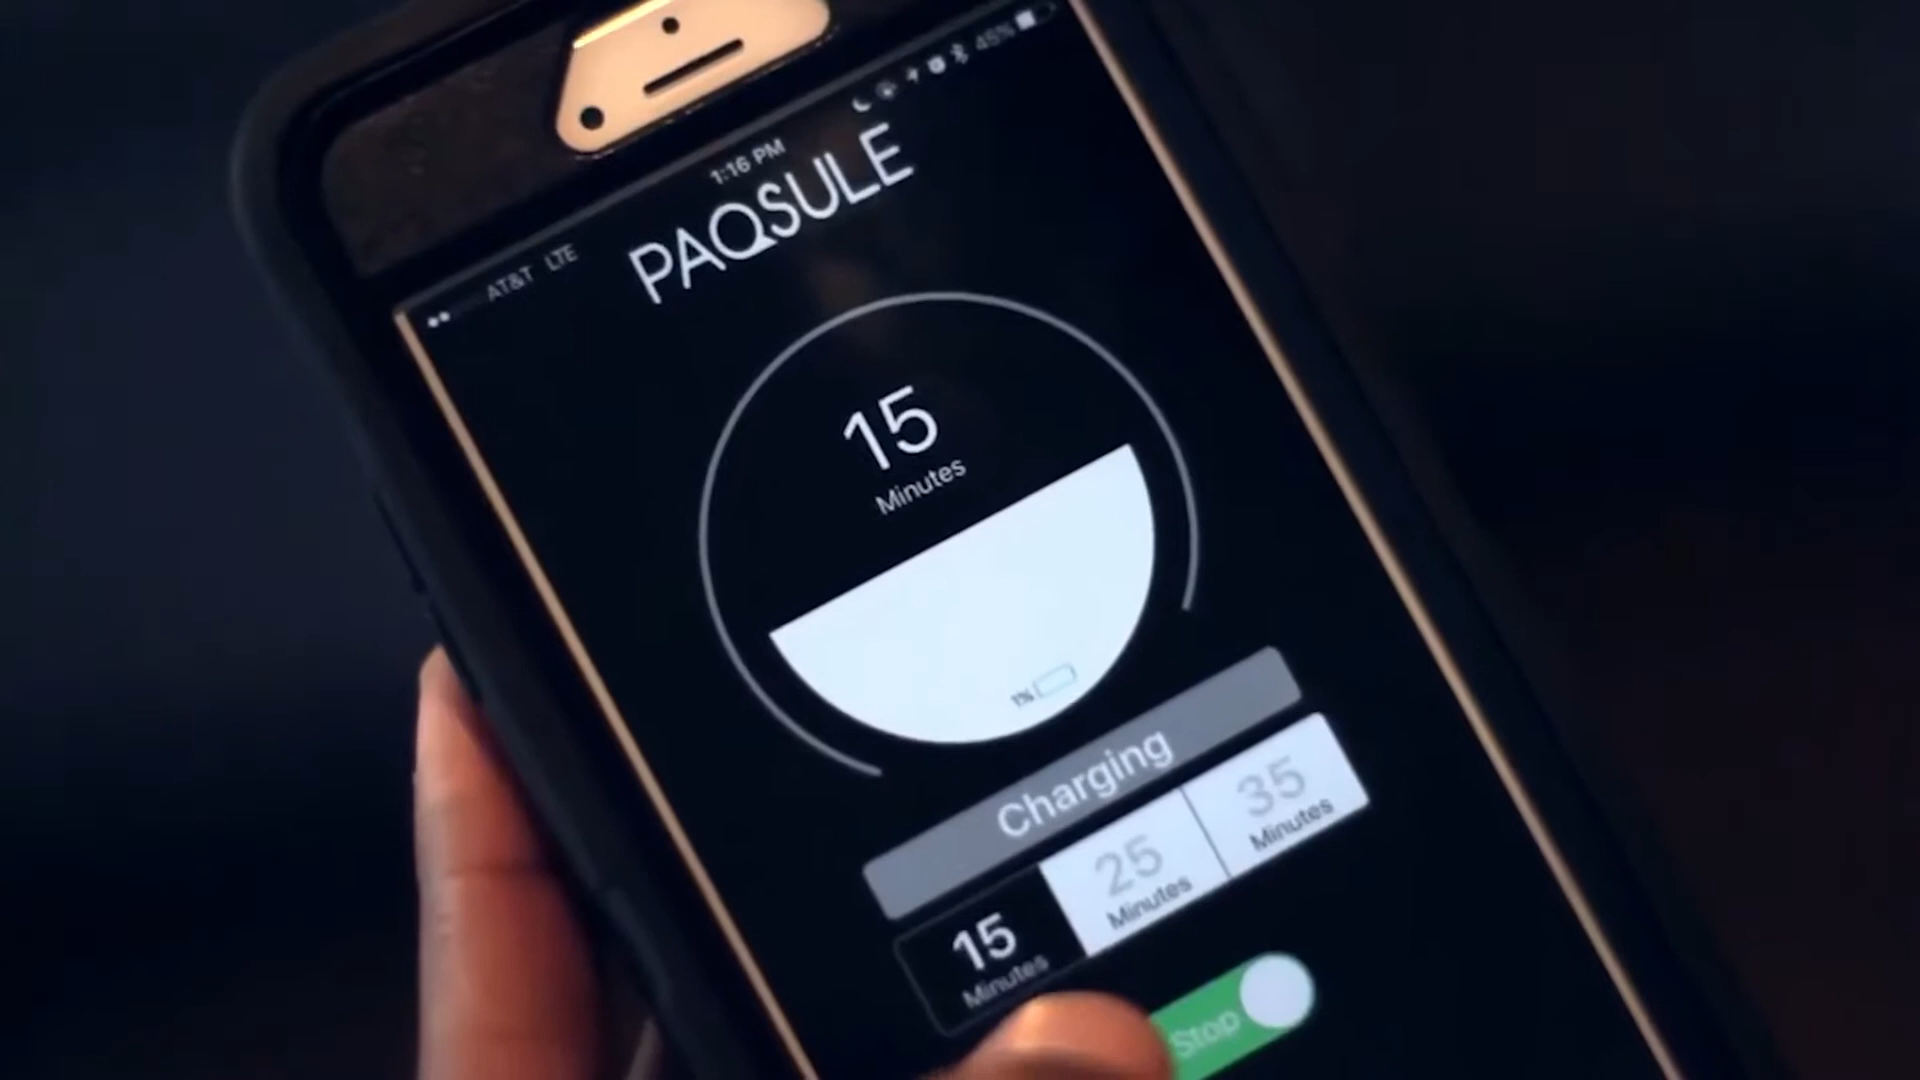 AT&T LTE 1:16 PM 45%
PAQSULE
15
Minutes
1%
Charging
15 25 35
Minutes Minutes Minutes
Stop